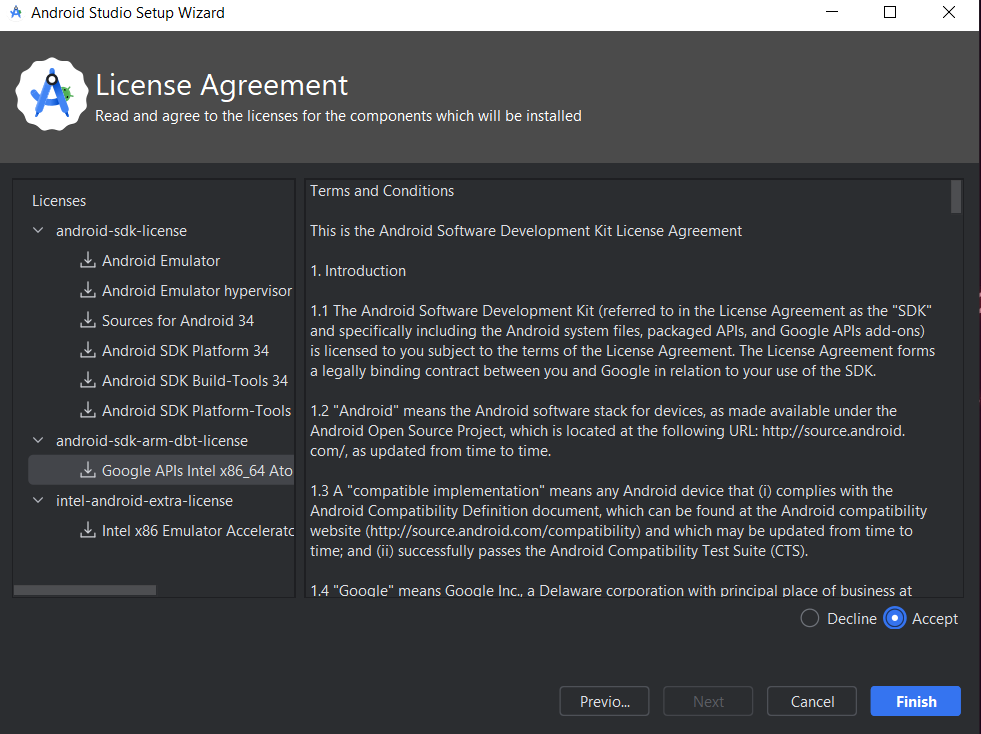 Android Studio Setup Wizard
License Agreement
Read and agree to the licenses for the components which will be installed
Licenses
android-sdk-license
Android Emulator
Android Emulator hypervisor
Sources for Android 34
Android SDK Platform 34
Android SDK Build-Tools 34
Android SDK Platform-Tools
android-sdk-arm-dbt-license
Google APIs Intel x86_64 Ato
intel-android-extra-license
Intel x86 Emulator Accelerato
Terms and Conditions
This is the Android Software Development Kit License Agreement
1. Introduction
1.1 The Android Software Development Kit (referred to in the License Agreement as the "SDK"
and specifically including the Android system files, packaged APIs, and Google APIs add-ons)
is licensed to you subject to the terms of the License Agreement. The License Agreement forms
a legally binding contract between you and Google in relation to your use of the SDK.
1.2 "Android" means the Android software stack for devices, as made available under the
Android Open Source Project, which is located at the following URL: http://source.android.
com/, as updated from time to time.
1.3 A "compatible implementation" means any Android device that (i) complies with the
Android Compatibility Definition document, which can be found at the Android compatibility
website (http://source.android.com/compatibility) and which may be updated from time to
time; and (ii) successfully passes the Android Compatibility Test Suite (CTS).
1.4 "Google" means Google Inc., a Delaware corporation with principal place of business at
Decline
Accept
Previo...
Next
Cancel
Finish